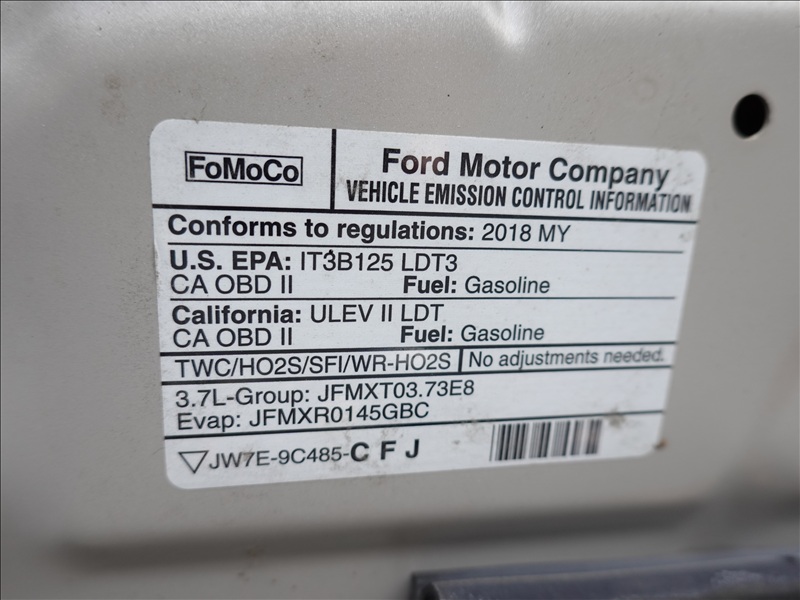 FoMoCo
Ford Motor Company
VEHICLE EMISSION CONTROL INFORMATION
Conforms to regulations: 2018 MY
U.S. EPA: IT3B125 LDT3
CA OBD II Fuel: Gasoline
California: ULEV II LDT
CA OBD II Fuel: Gasoline
TWC/HO2S/SFI/WR-HO2S No adjustments needed.
3.7L-Group: JFMXT03.73E8
Evap: JFMXR0145GBC
JW7E-9C485-C F J